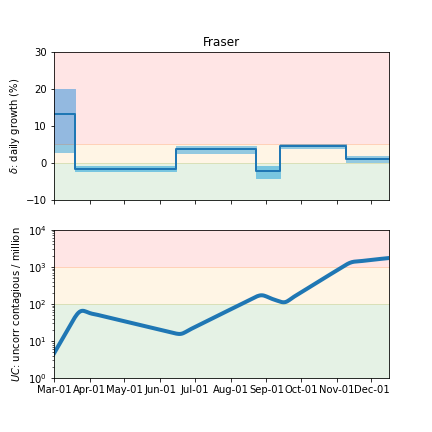 Fraser
δ: daily growth (%)
30
20
10
0
−10
UC: uncorr contagious / million
10⁴
10³
10²
10¹
10⁰
Mar-01 Apr-01 May-01 Jun-01 Jul-01 Aug-01 Sep-01 Oct-01 Nov-01 Dec-01